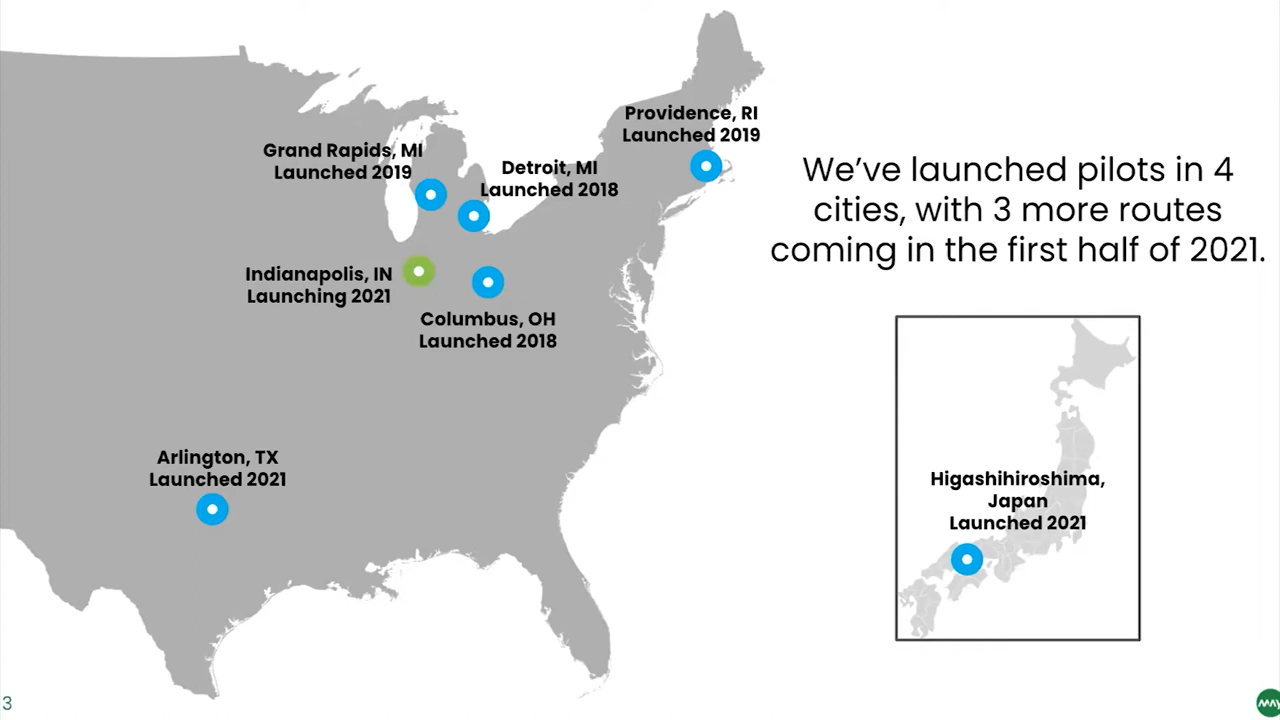 Providence, RI
Launched 2019
Grand Rapids, MI
Launched 2019
Detroit, MI
Launched 2018
We’ve launched pilots in 4
cities, with 3 more routes
coming in the first half of 2021.
Indianapolis, IN
Launching 2021
Columbus, OH
Launched 2018
Arlington, TX
Launched 2021
Higashihiroshima,
Japan
Launched 2021
3